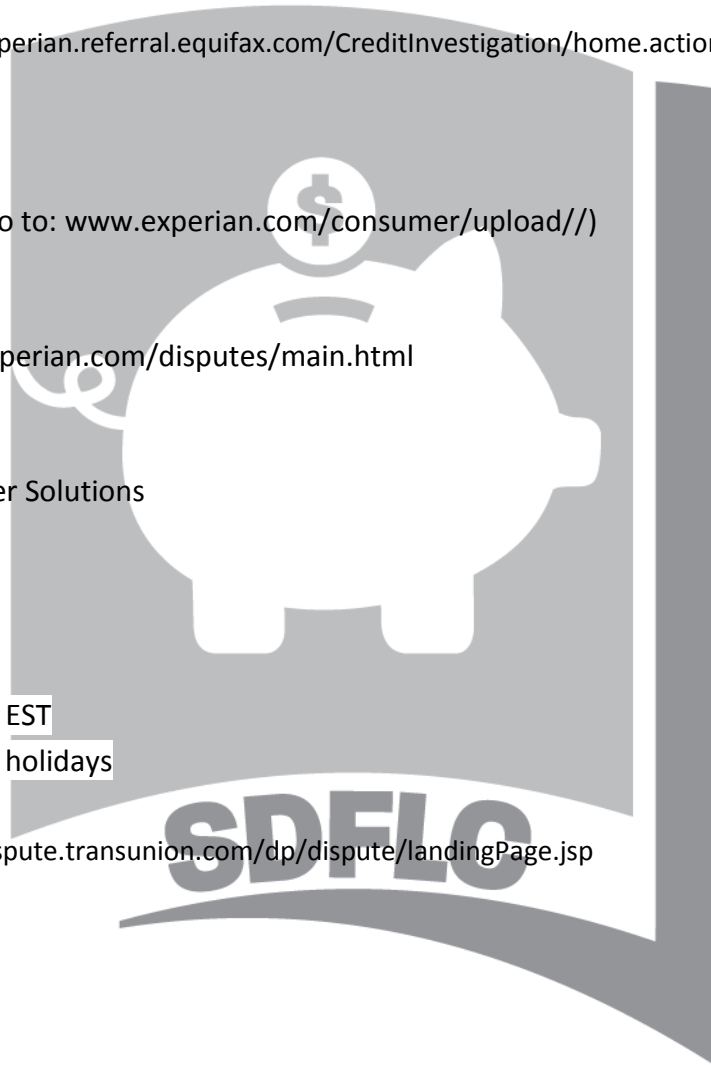 perian.referral.equifax.com/CreditInvestigation/home.action
o to: www.experian.com/consumer/upload//)
perian.com/disputes/main.html
er Solutions
EST
holidays
SDFLC
spute.transunion.com/dp/dispute/landingPage.jsp